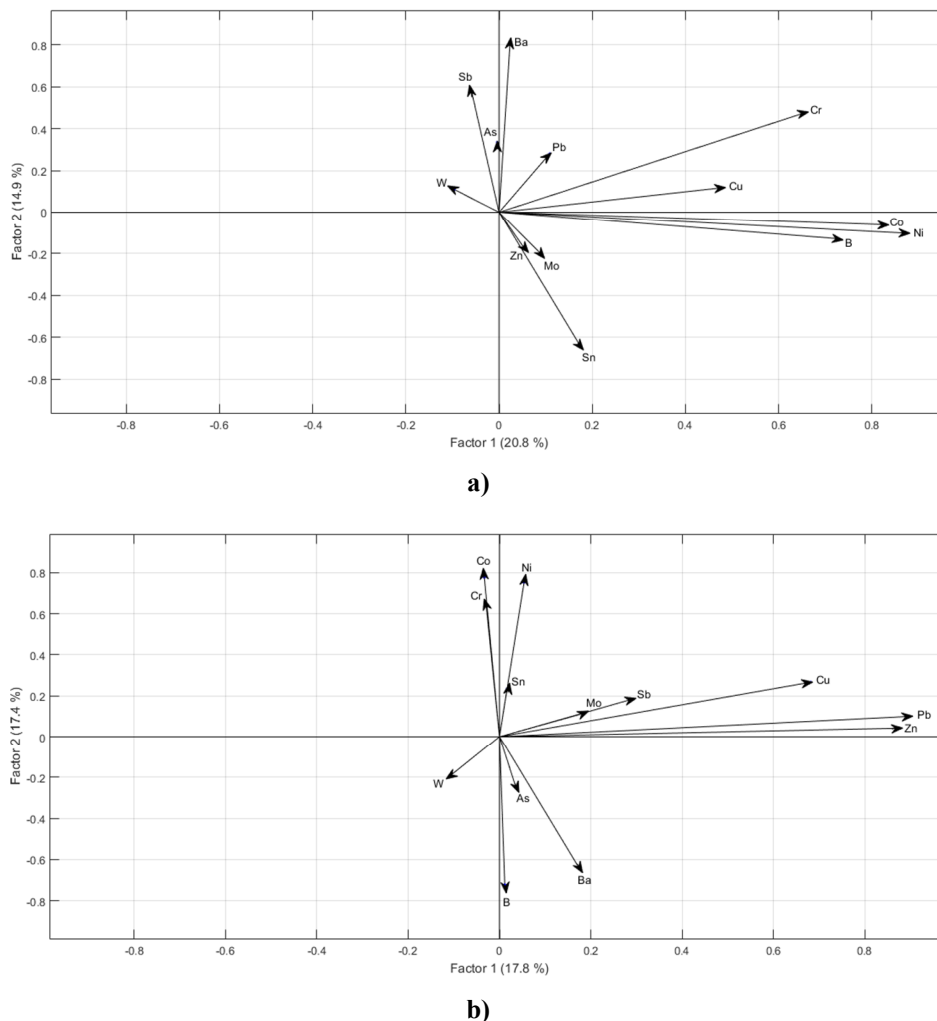 0.8
0.6
0.4
0.2
0
-0.2
-0.4
-0.6
-0.8
Factor 2 (14.9 %)
Ba
Sb
As
Pb
Cr
W
Cu
Co
Ni
B
Zn
Mo
Sn
-0.8 -0.6 -0.4 -0.2 0 0.2 0.4 0.6 0.8
Factor 1 (20.8 %)
a)
0.8
0.6
0.4
0.2
0
-0.2
-0.4
-0.6
-0.8
Factor 2 (17.4 %)
Co
Ni
Cr
Sn
Mo
Sb
Cu
Pb
Zn
W
As
Ba
B
-0.8 -0.6 -0.4 -0.2 0 0.2 0.4 0.6 0.8
Factor 1 (17.8 %)
b)